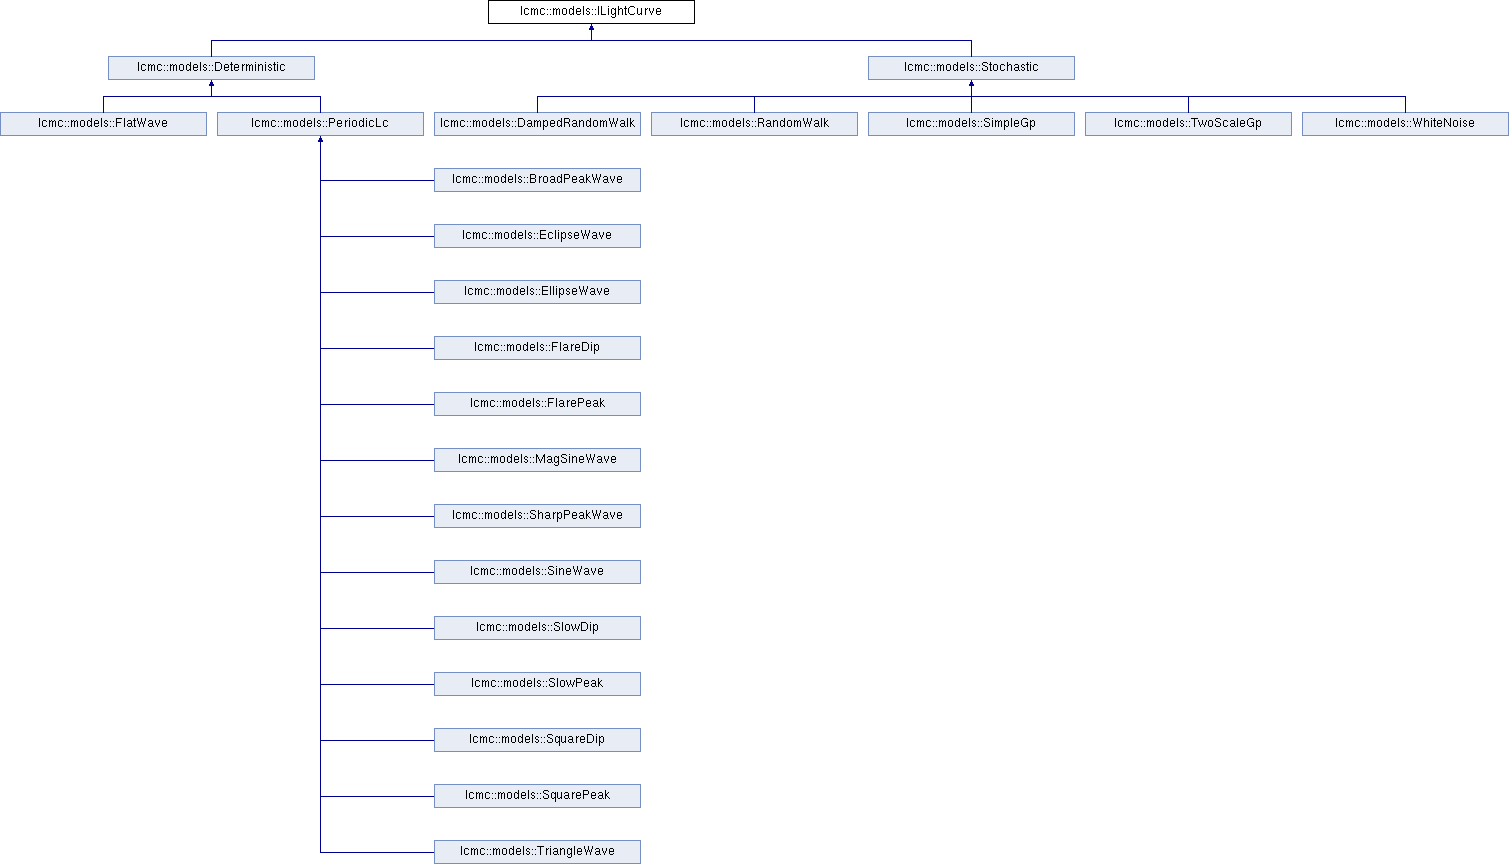 lcmc::models::ILightCurve
lcmc::models::Deterministic
lcmc::models::Stochastic
lcmc::models::FlatWave
lcmc::models::PeriodicLc
lcmc::models::DampedRandomWalk
lcmc::models::RandomWalk
lcmc::models::SimpleGp
lcmc::models::TwoScaleGp
lcmc::models::WhiteNoise
lcmc::models::BroadPeakWave
lcmc::models::EclipseWave
lcmc::models::EllipseWave
lcmc::models::FlareDip
lcmc::models::FlarePeak
lcmc::models::MagSineWave
lcmc::models::SharpPeakWave
lcmc::models::SineWave
lcmc::models::SlowDip
lcmc::models::SlowPeak
lcmc::models::SquareDip
lcmc::models::SquarePeak
lcmc::models::TriangleWave